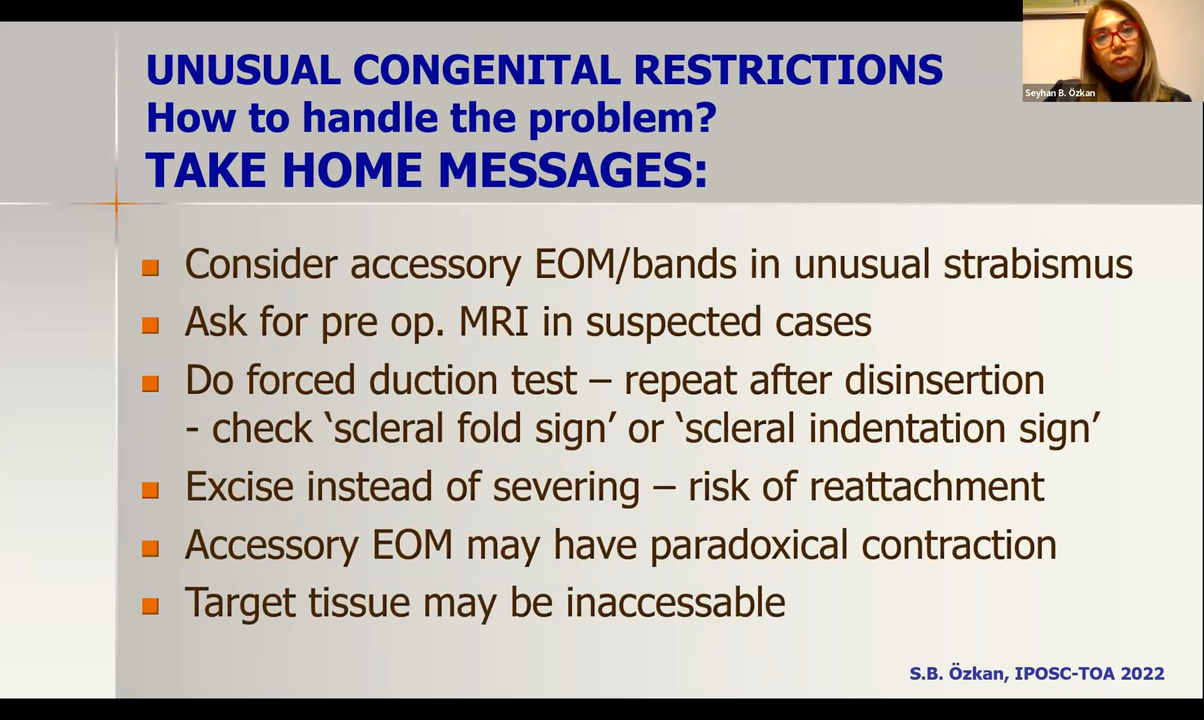 UNUSUAL CONGENITAL RESTRICTIONS
How to handle the problem?
TAKE HOME MESSAGES:
Seyhan B. Özkan
Consider accessory EOM/bands in unusual strabismus
Ask for pre op. MRI in suspected cases
Do forced duction test – repeat after disinsertion
- check ‘scleral fold sign’ or ‘scleral indentation sign’
Excise instead of severing – risk of reattachment
Accessory EOM may have paradoxical contraction
Target tissue may be inaccessable
S.B. Özkan, IPOSC-TOA 2022